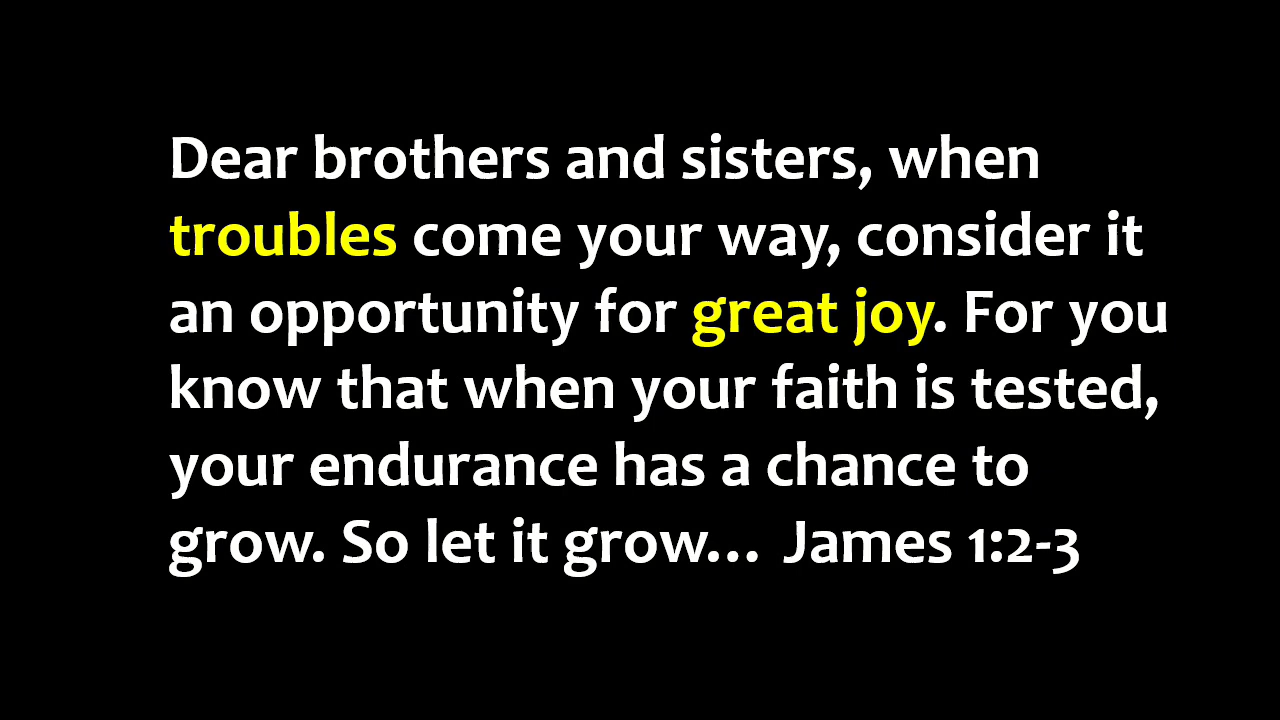 Dear brothers and sisters, when
troubles come your way, consider it
an opportunity for great joy. For you
know that when your faith is tested,
your endurance has a chance to
grow. So let it grow… James 1:2-3